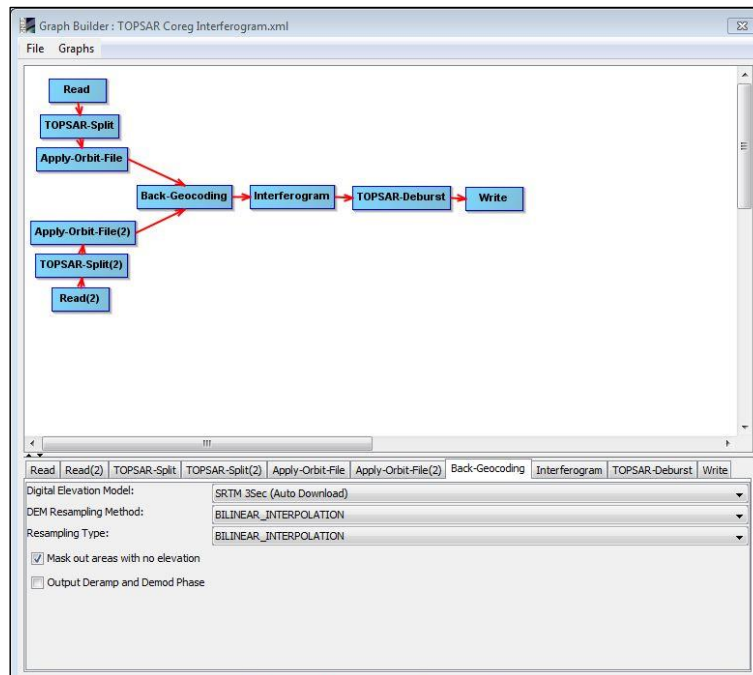 Graph Builder : TOPSAR Coreg Interferogram.xml
File Graphs
Read
TOPSAR-Split
Apply-Orbit-File
Back-Geocoding Interferogram TOPSAR-Deburst Write
Apply-Orbit-File(2)
TOPSAR-Split(2)
Read(2)
Read Read(2) TOPSAR-Split TOPSAR-Split(2) Apply-Orbit-File Apply-Orbit-File(2) Back-Geocoding Interferogram TOPSAR-Deburst Write
Digital Elevation Model: SRTM 3Sec (Auto Download)
DEM Resampling Method: BILINEAR_INTERPOLATION
Resampling Type: BILINEAR_INTERPOLATION
Mask out areas with no elevation
Output Deramp and Demod Phase